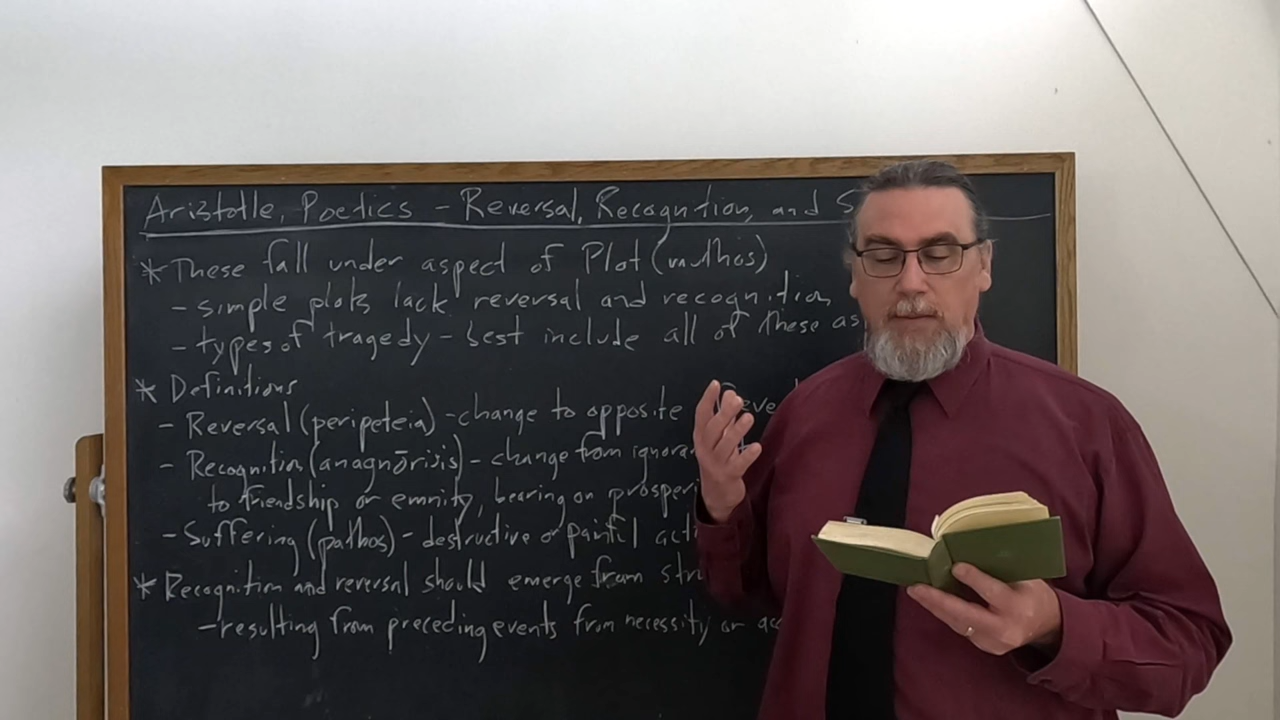 Aristotle, Poetics - Reversal, Recognition, and S
* These fall under aspect of Plot (muthos)
- simple plots lack reversal and recognition
- types of tragedy - best include all of these as
* Definitions
- Reversal (peripeteia) - change to opposite
- Recognition (anagnōrisis) - change from ignoran
to friendship or emnity, bearing on prosperi
- Suffering (pathos) - destructive or painful acti
* Recognition and reversal should emerge from str
- resulting from preceding events from necessity or